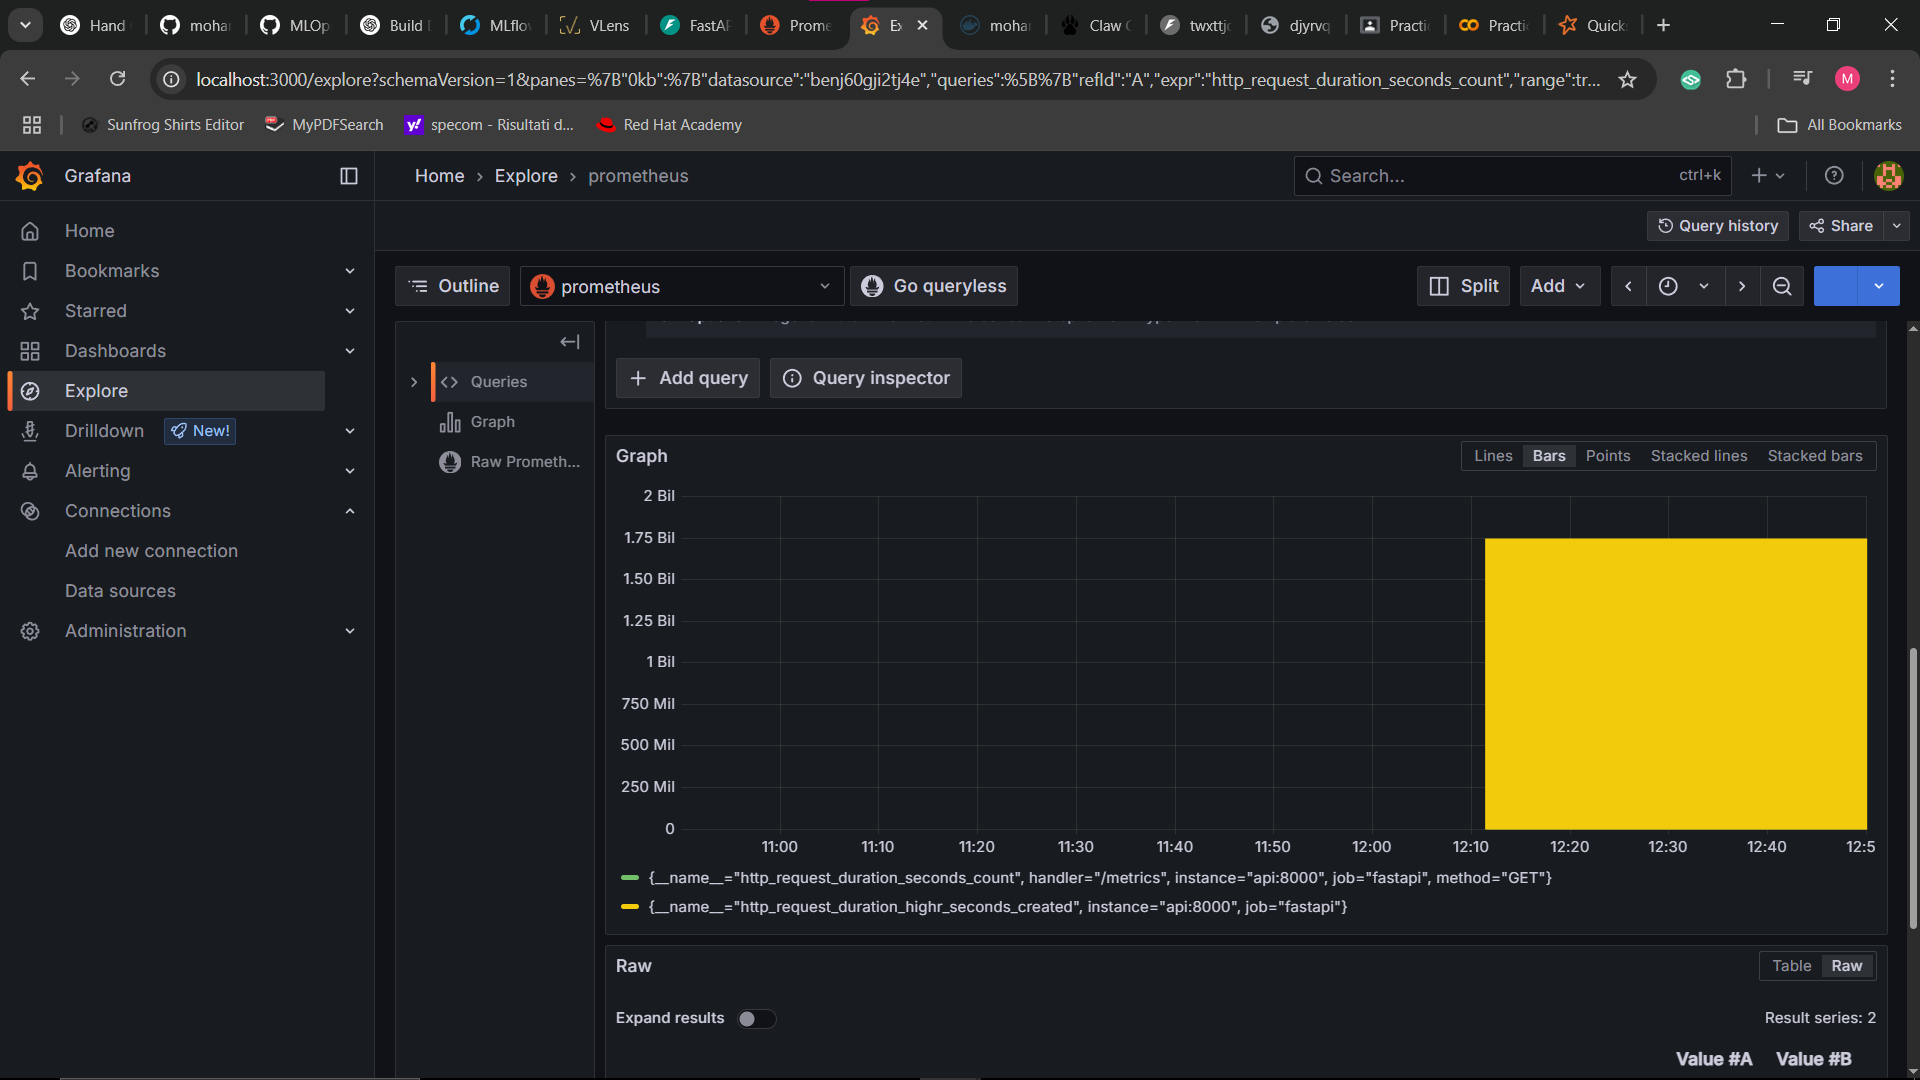 Hand
mohan
MLOp
Build
MLflow
VLens
FastAP
Prome
Ex
mohan
Claw C
twxttjc
djyrvq
Practi
Practi
Quicks
localhost:3000/explore?schemaVersion=1&panes=%7B"0kb":%7B"datasource":"benj60gji2tj4e","queries":%5B%7B"refId":"A","expr":"http_request_duration_seconds_count","range":tr...
M
Sunfrog Shirts Editor
MyPDFSearch
specom - Risultati d...
Red Hat Academy
All Bookmarks
Grafana
Home › Explore › prometheus
Search...
ctrl+k
Query history
Share
Home
Bookmarks
Starred
Dashboards
Explore
Drilldown
New!
Alerting
Connections
Add new connection
Data sources
Administration
Outline
prometheus
Go queryless
Split
Add
Queries
Graph
Raw Prometh...
+ Add query
Query inspector
Graph
Lines
Bars
Points
Stacked lines
Stacked bars
2 Bil
1.75 Bil
1.50 Bil
1.25 Bil
1 Bil
750 Mil
500 Mil
250 Mil
0
11:00
11:10
11:20
11:30
11:40
11:50
12:00
12:10
12:20
12:30
12:40
12:5
{__name__="http_request_duration_seconds_count", handler="/metrics", instance="api:8000", job="fastapi", method="GET"}
{__name__="http_request_duration_highr_seconds_created", instance="api:8000", job="fastapi"}
Raw
Table
Raw
Expand results
Result series: 2
Value #A
Value #B